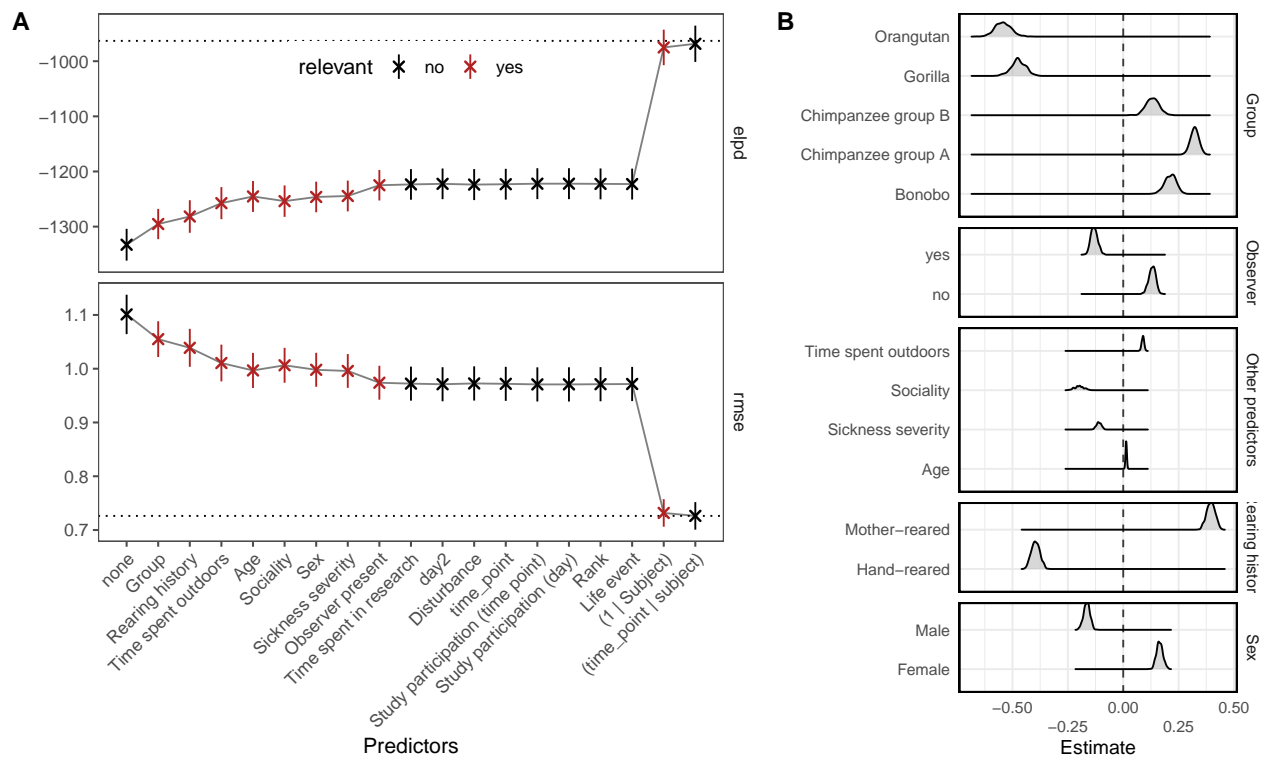 A
−1000
−1100
−1200
−1300
relevant no yes
elpd
1.1
1.0
0.9
0.8
0.7
rmse
none
Group
Rearing history
Time spent outdoors
Age
Sociality
Sex
Sickness severity
Observer present
Time spent in research
day2
Disturbance
time_point
Study participation (time point)
Study participation (day)
Rank
Life event
(1 | Subject)
(time_point | subject)
Predictors
B
Orangutan
Gorilla
Chimpanzee group B
Chimpanzee group A
Bonobo
Group
yes
no
Observer
Time spent outdoors
Sociality
Sickness severity
Age
Other predictors
Mother−reared
Hand−reared
earing histor
Male
Female
Sex
−0.50
−0.25
0.00
0.25
0.50
Estimate